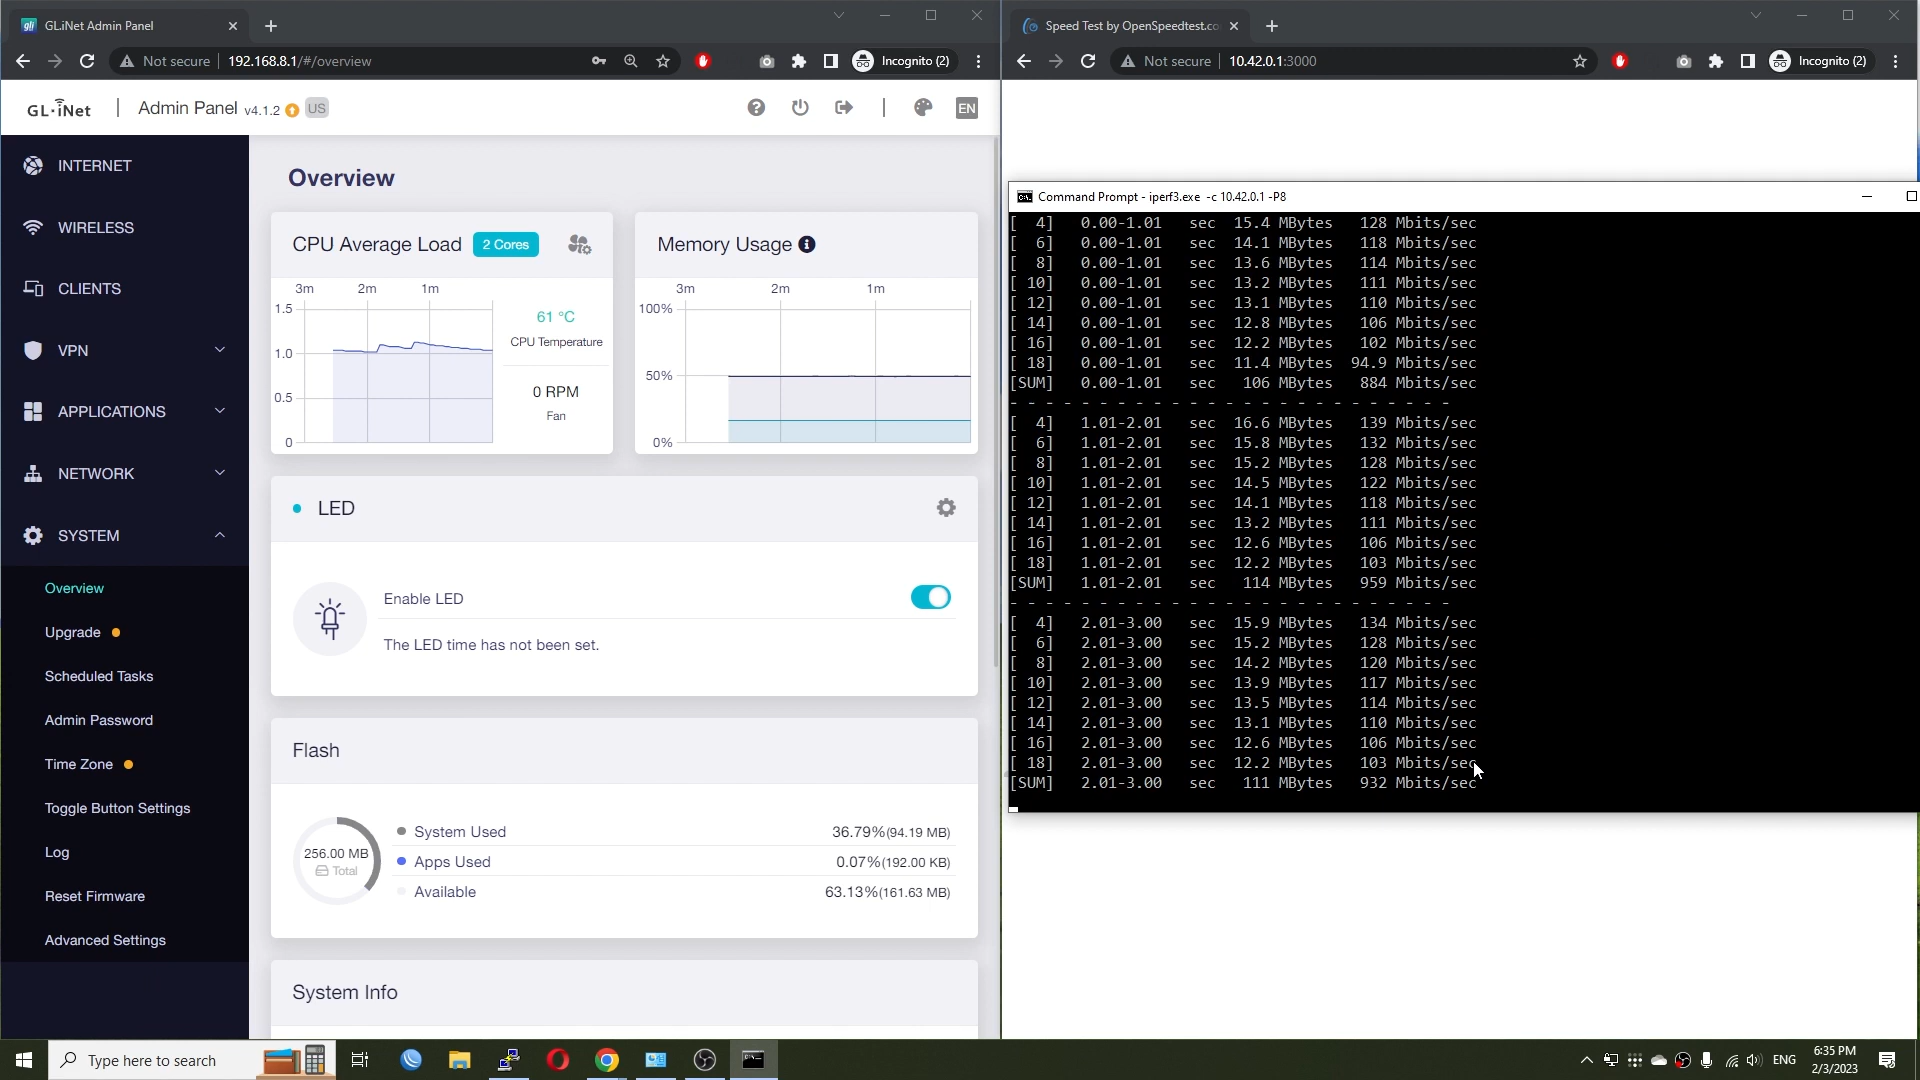 GL.iNet Admin Panel
Not secure 192.168.8.1/#/overview
Incognito (2)
GL·iNet Admin Panel v4.1.2 US
EN
INTERNET
WIRELESS
CLIENTS
VPN
APPLICATIONS
NETWORK
SYSTEM
Overview
Upgrade
Scheduled Tasks
Admin Password
Time Zone
Toggle Button Settings
Log
Reset Firmware
Advanced Settings
Overview
CPU Average Load 2 Cores
3m 2m 1m
1.5
1.0
0.5
0
61 °C
CPU Temperature
0 RPM
Fan
Memory Usage
3m 2m 1m
100%
50%
0%
LED
Enable LED
The LED time has not been set.
Flash
256.00 MB
Total
System Used 36.79%(94.19 MB)
Apps Used 0.07%(192.00 KB)
Available 63.13%(161.63 MB)
System Info
Speed Test by OpenSpeedtest.co
Not secure 10.42.0.1:3000
Incognito (2)
Command Prompt - iperf3.exe -c 10.42.0.1 -P8
[ 4] 0.00-1.01 sec 15.4 MBytes 128 Mbits/sec
[ 6] 0.00-1.01 sec 14.1 MBytes 118 Mbits/sec
[ 8] 0.00-1.01 sec 13.6 MBytes 114 Mbits/sec
[ 10] 0.00-1.01 sec 13.2 MBytes 111 Mbits/sec
[ 12] 0.00-1.01 sec 13.1 MBytes 110 Mbits/sec
[ 14] 0.00-1.01 sec 12.8 MBytes 106 Mbits/sec
[ 16] 0.00-1.01 sec 12.2 MBytes 102 Mbits/sec
[ 18] 0.00-1.01 sec 11.4 MBytes 94.9 Mbits/sec
[SUM] 0.00-1.01 sec 106 MBytes 884 Mbits/sec
- - - - - - - - - - - - - - - - - - - - - - - - -
[ 4] 1.01-2.01 sec 16.6 MBytes 139 Mbits/sec
[ 6] 1.01-2.01 sec 15.8 MBytes 132 Mbits/sec
[ 8] 1.01-2.01 sec 15.2 MBytes 128 Mbits/sec
[ 10] 1.01-2.01 sec 14.5 MBytes 122 Mbits/sec
[ 12] 1.01-2.01 sec 14.1 MBytes 118 Mbits/sec
[ 14] 1.01-2.01 sec 13.2 MBytes 111 Mbits/sec
[ 16] 1.01-2.01 sec 12.6 MBytes 106 Mbits/sec
[ 18] 1.01-2.01 sec 12.2 MBytes 103 Mbits/sec
[SUM] 1.01-2.01 sec 114 MBytes 959 Mbits/sec
- - - - - - - - - - - - - - - - - - - - - - - - -
[ 4] 2.01-3.00 sec 15.9 MBytes 134 Mbits/sec
[ 6] 2.01-3.00 sec 15.2 MBytes 128 Mbits/sec
[ 8] 2.01-3.00 sec 14.2 MBytes 120 Mbits/sec
[ 10] 2.01-3.00 sec 13.9 MBytes 117 Mbits/sec
[ 12] 2.01-3.00 sec 13.5 MBytes 114 Mbits/sec
[ 14] 2.01-3.00 sec 13.1 MBytes 110 Mbits/sec
[ 16] 2.01-3.00 sec 12.6 MBytes 106 Mbits/sec
[ 18] 2.01-3.00 sec 12.2 MBytes 103 Mbits/sec
[SUM] 2.01-3.00 sec 111 MBytes 932 Mbits/sec
Type here to search
ENG
6:35 PM
2/3/2023